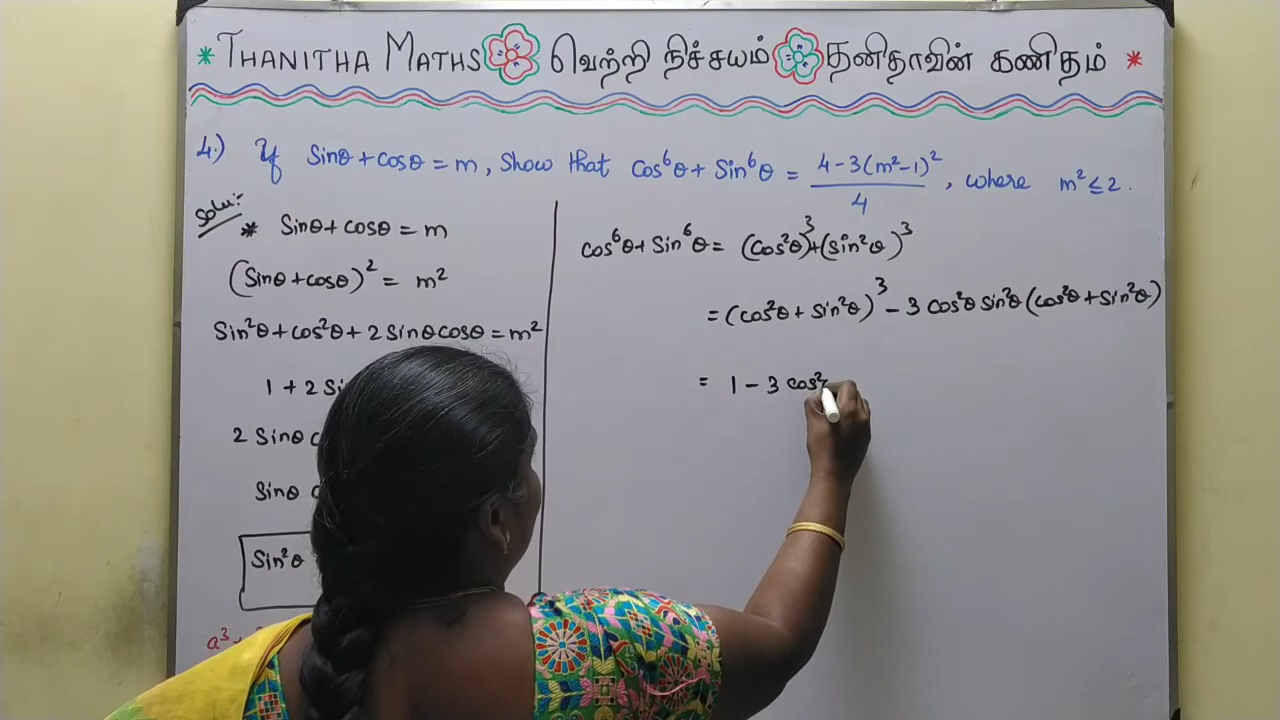 * THANITHA MATHS வெற்றி நிச்சயம் தனிதாவின் கணிதம் *
4.) If Sinθ + cosθ = m, Show that Cos⁶θ + Sin⁶θ = (4 - 3(m² - 1)²)/4, where m² ≤ 2.
Solu:-
* Sinθ + cosθ = m
(Sinθ + cosθ)² = m²
Sin²θ + cos²θ + 2 Sinθ cosθ = m²
1 + 2 Si
2 Sinθ c
Sinθ c
Sin²θ
a³
cos⁶θ + Sin⁶θ = (cos²θ)³ + (sin²θ)³
= (cos²θ + sin²θ)³ - 3 cos²θ sin²θ (cos²θ + sin²θ)
= 1 - 3 cos²